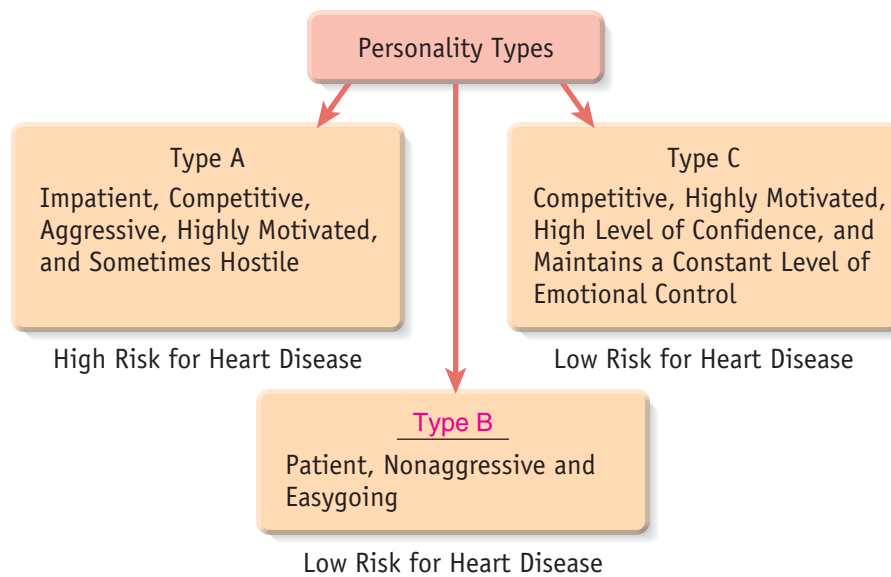 Personality Types
Type A
Impatient, Competitive,
Aggressive, Highly Motivated,
and Sometimes Hostile
High Risk for Heart Disease
Type C
Competitive, Highly Motivated,
High Level of Confidence, and
Maintains a Constant Level of
Emotional Control
Low Risk for Heart Disease
Type B
Patient, Nonaggressive and
Easygoing
Low Risk for Heart Disease